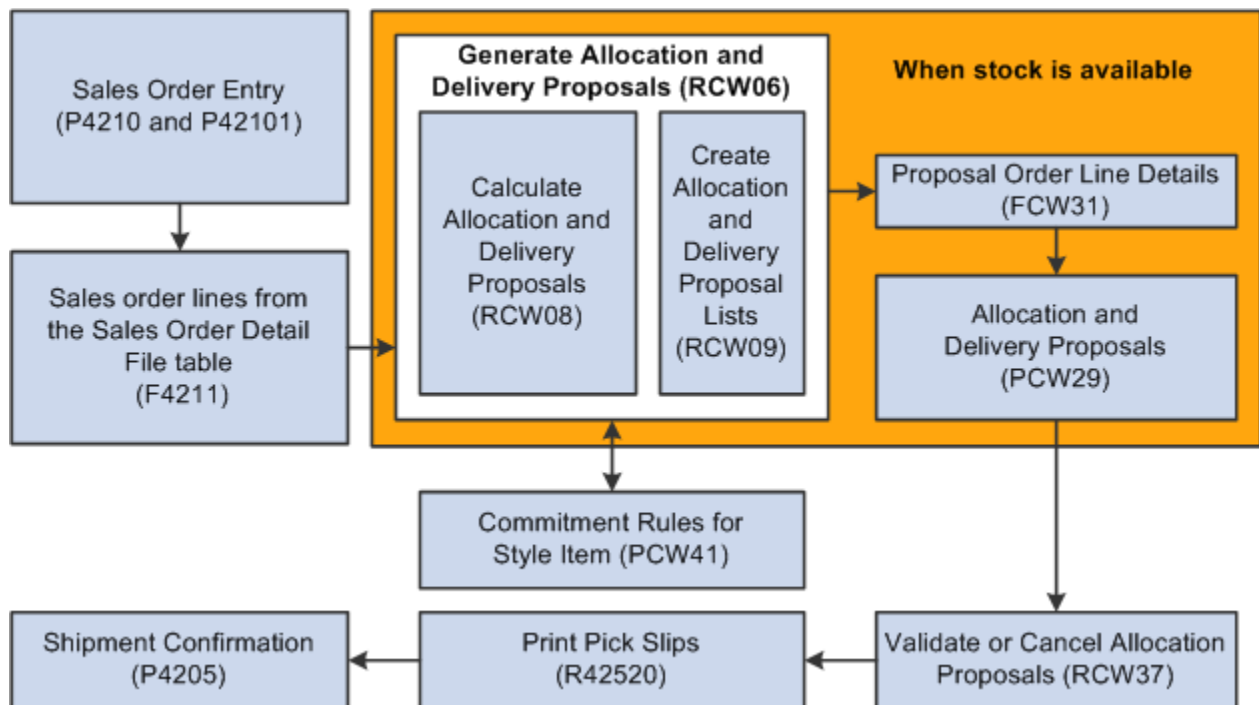 Sales Order Entry
(P4210 and P42101)
Sales order lines from
the Sales Order Detail
File table
(F4211)
Generate Allocation and
Delivery Proposals (RCW06)
Calculate
Allocation and
Delivery
Proposals
(RCW08)
Create
Allocation
and
Delivery
Proposal
Lists
(RCW09)
When stock is available
Proposal Order Line Details
(FCW31)
Allocation and
Delivery Proposals
(PCW29)
Commitment Rules for
Style Item (PCW41)
Shipment Confirmation
(P4205)
Print Pick Slips
(R42520)
Validate or Cancel Allocation
Proposals (RCW37)